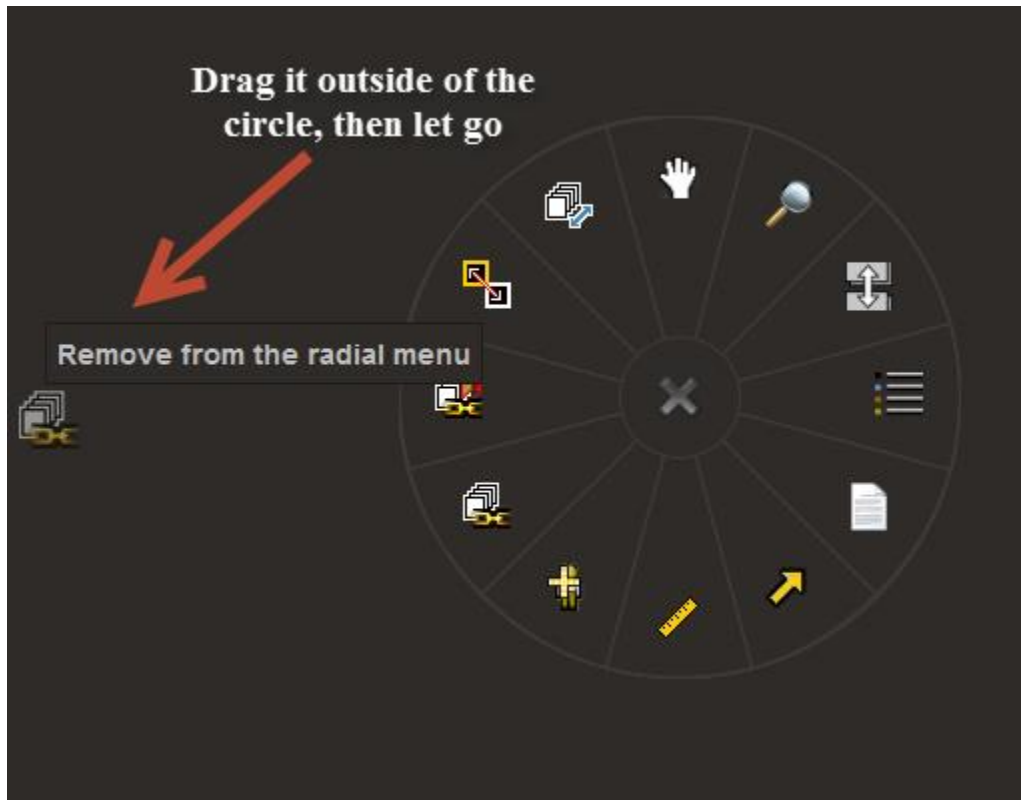 Drag it outside of the
circle, then let go
Remove from the radial menu